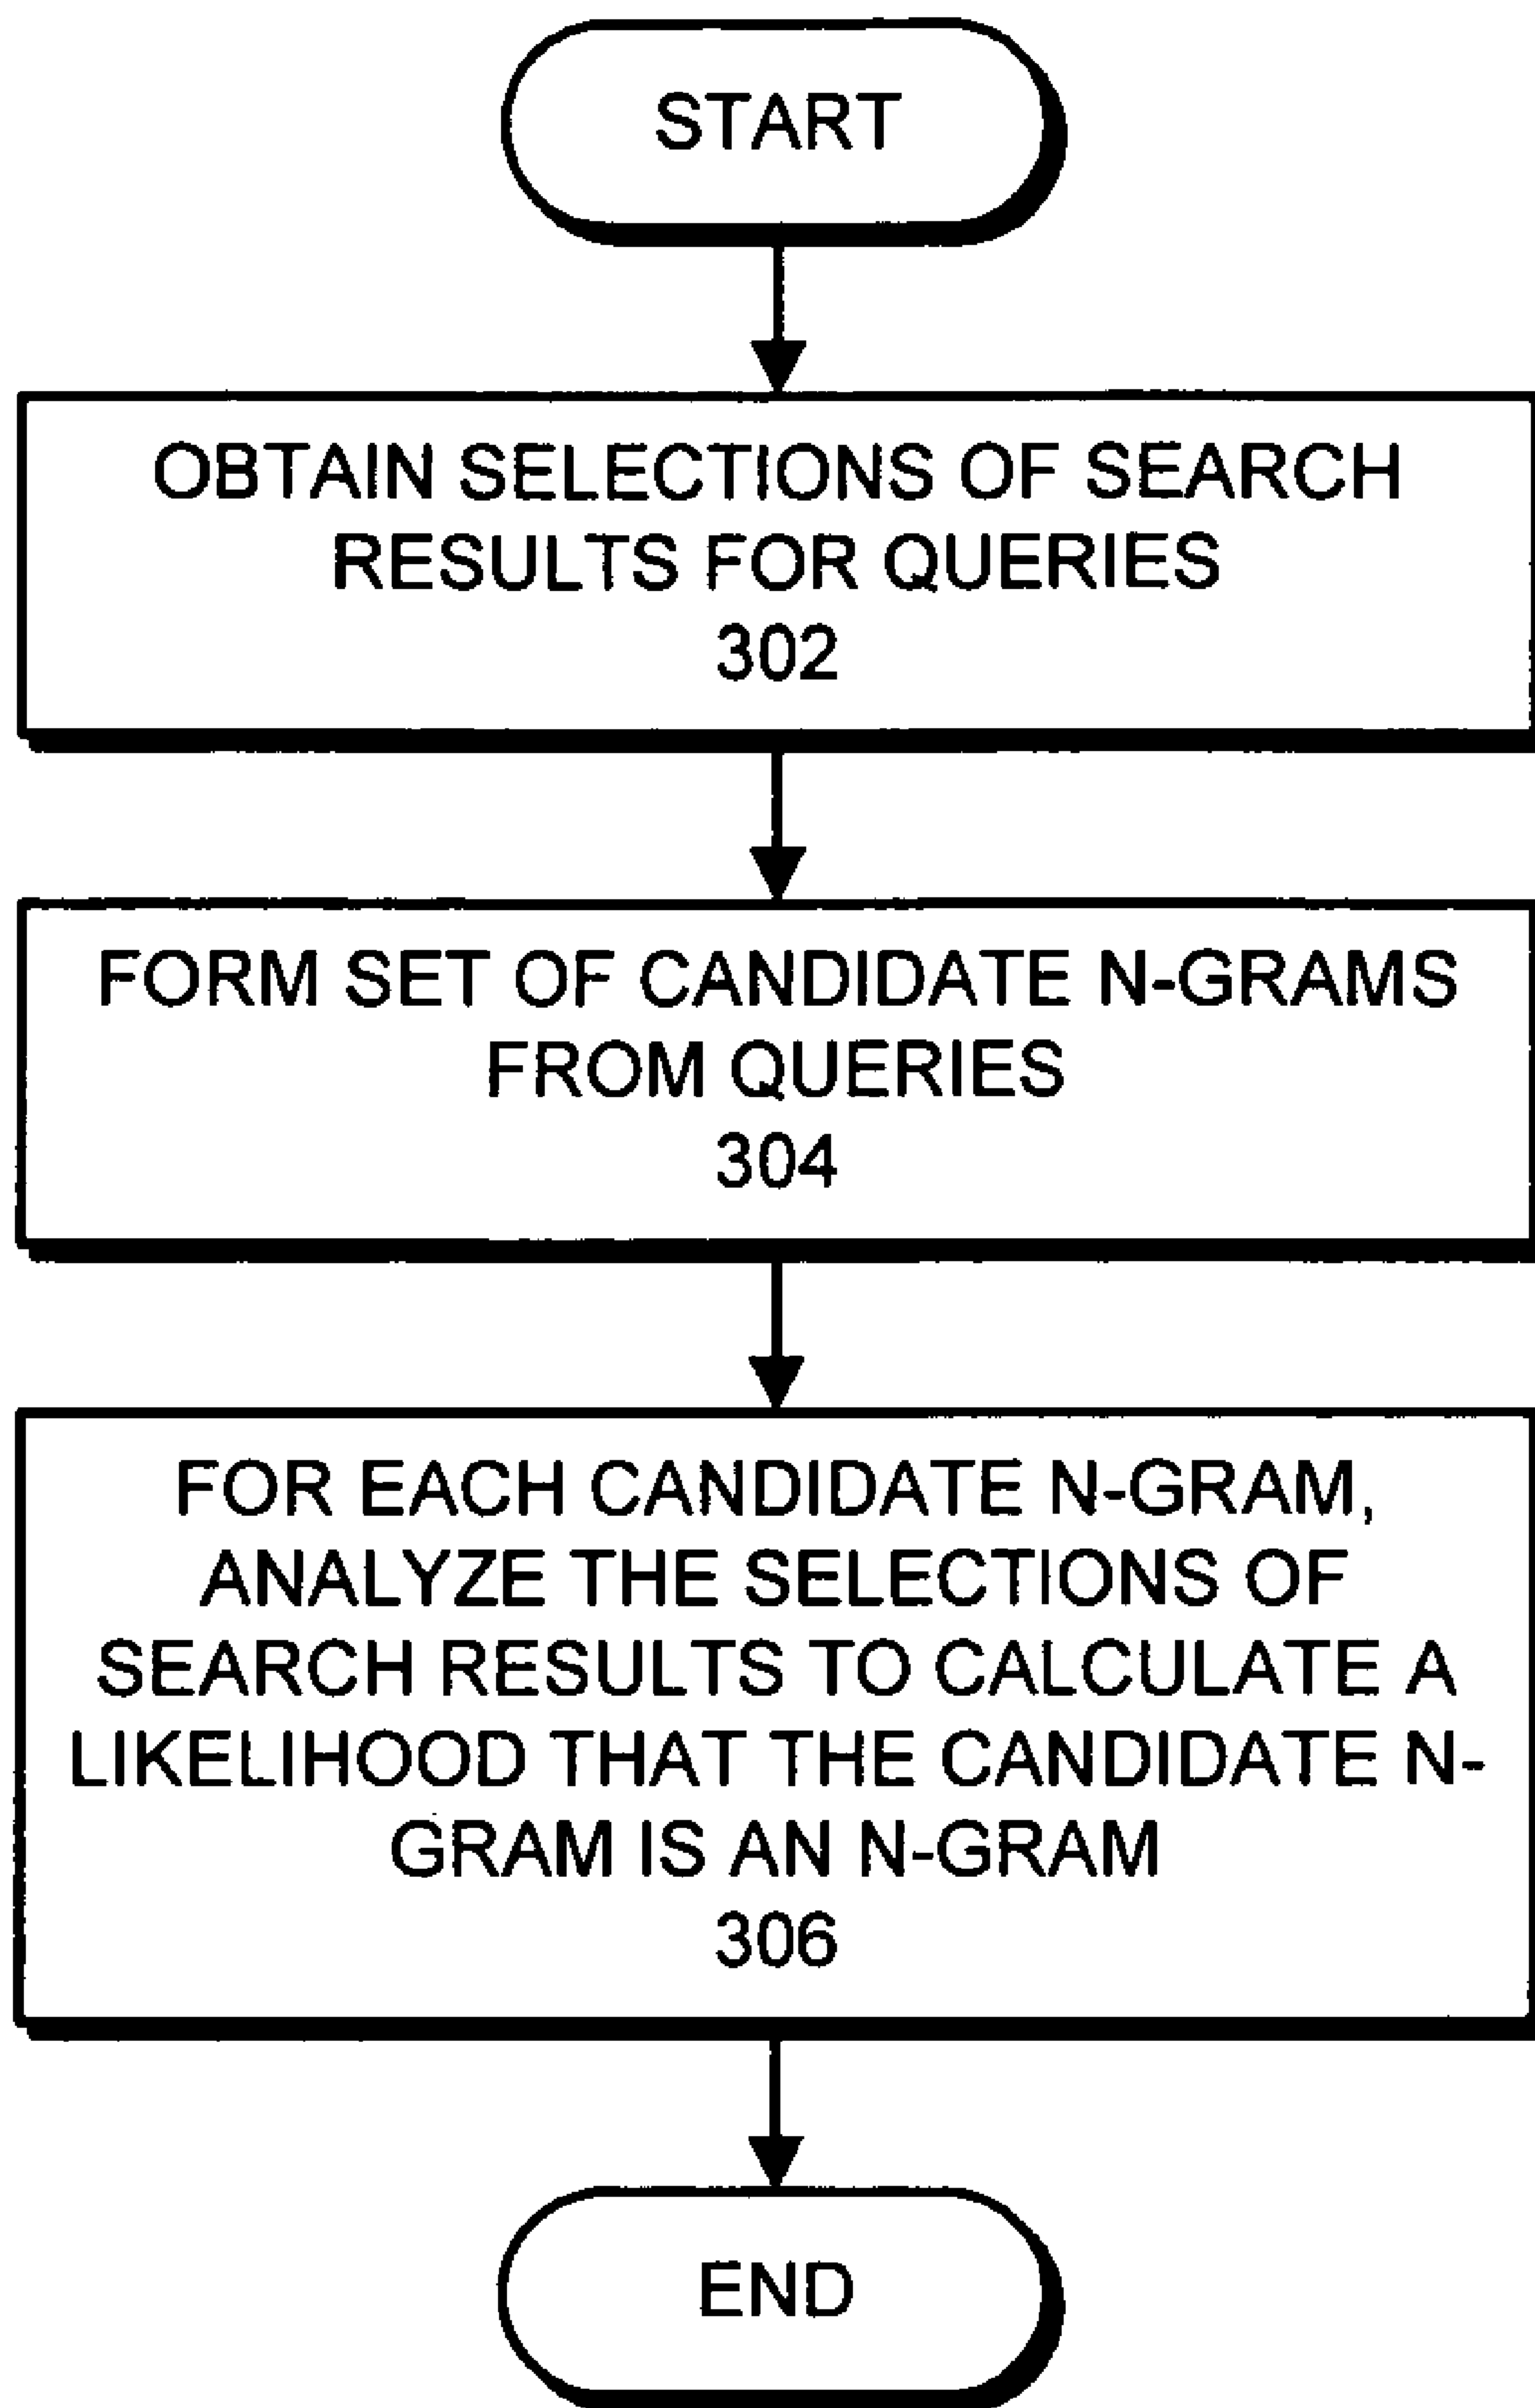 START
OBTAIN SELECTIONS OF SEARCH
RESULTS FOR QUERIES
302
FORM SET OF CANDIDATE N-GRAMS
FROM QUERIES
304
FOR EACH CANDIDATE N-GRAM,
ANALYZE THE SELECTIONS OF
SEARCH RESULTS TO CALCULATE A
LIKELIHOOD THAT THE CANDIDATE N-
GRAM IS AN N-GRAM
306
END